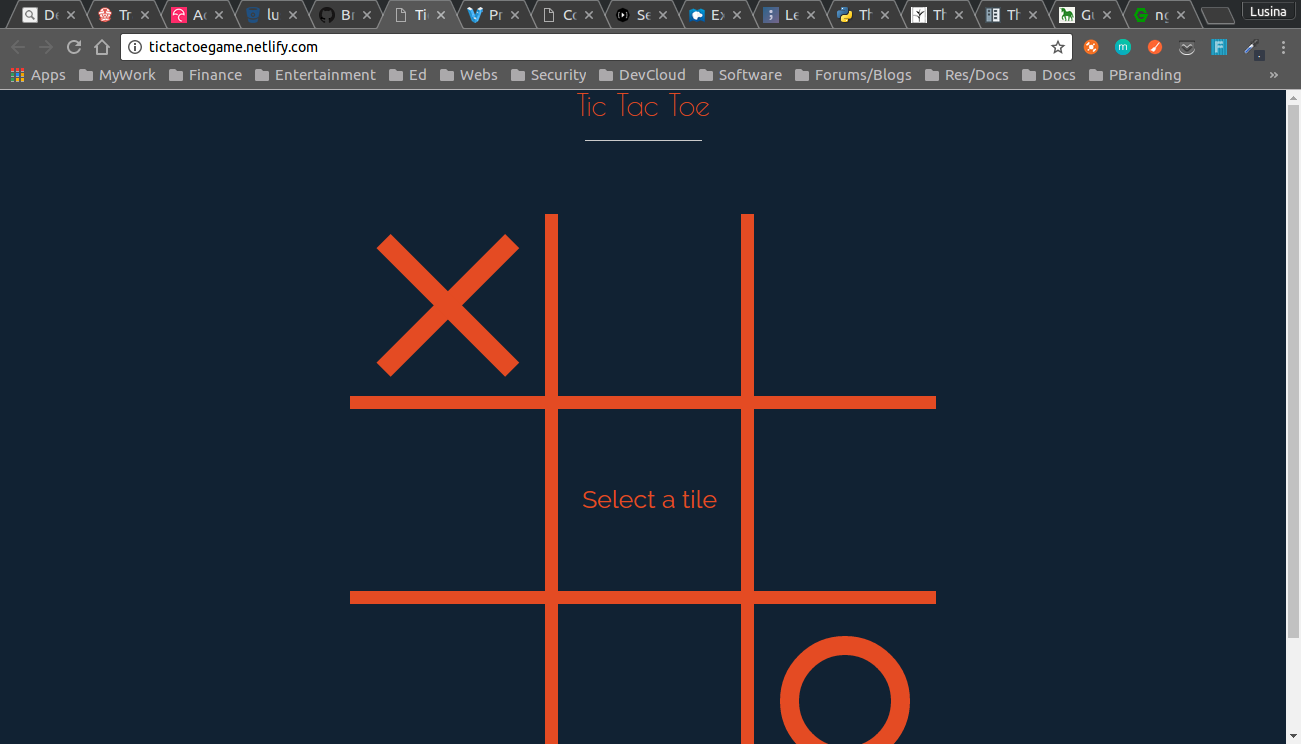 De Tr Ac lu Br Ti Pr Co Se Ex Le Th Th Th Gu ng Lusina
tictactoegame.netlify.com
Apps MyWork Finance Entertainment Ed Webs Security DevCloud Software Forums/Blogs Res/Docs Docs PBranding »
Tic Tac Toe
Select a tile